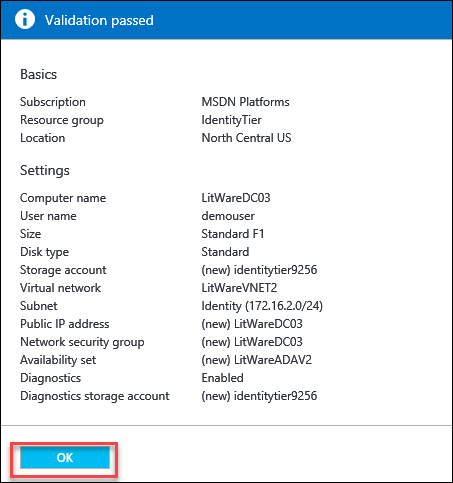 Validation passed
Basics
Subscription MSDN Platforms
Resource group IdentityTier
Location North Central US
Settings
Computer name LitWareDC03
User name demouser
Size Standard F1
Disk type Standard
Storage account (new) identitytier9256
Virtual network LitWareVNET2
Subnet Identity (172.16.2.0/24)
Public IP address (new) LitWareDC03
Network security group (new) LitWareDC03
Availability set (new) LitWareADAV2
Diagnostics Enabled
Diagnostics storage account (new) identitytier9256
OK